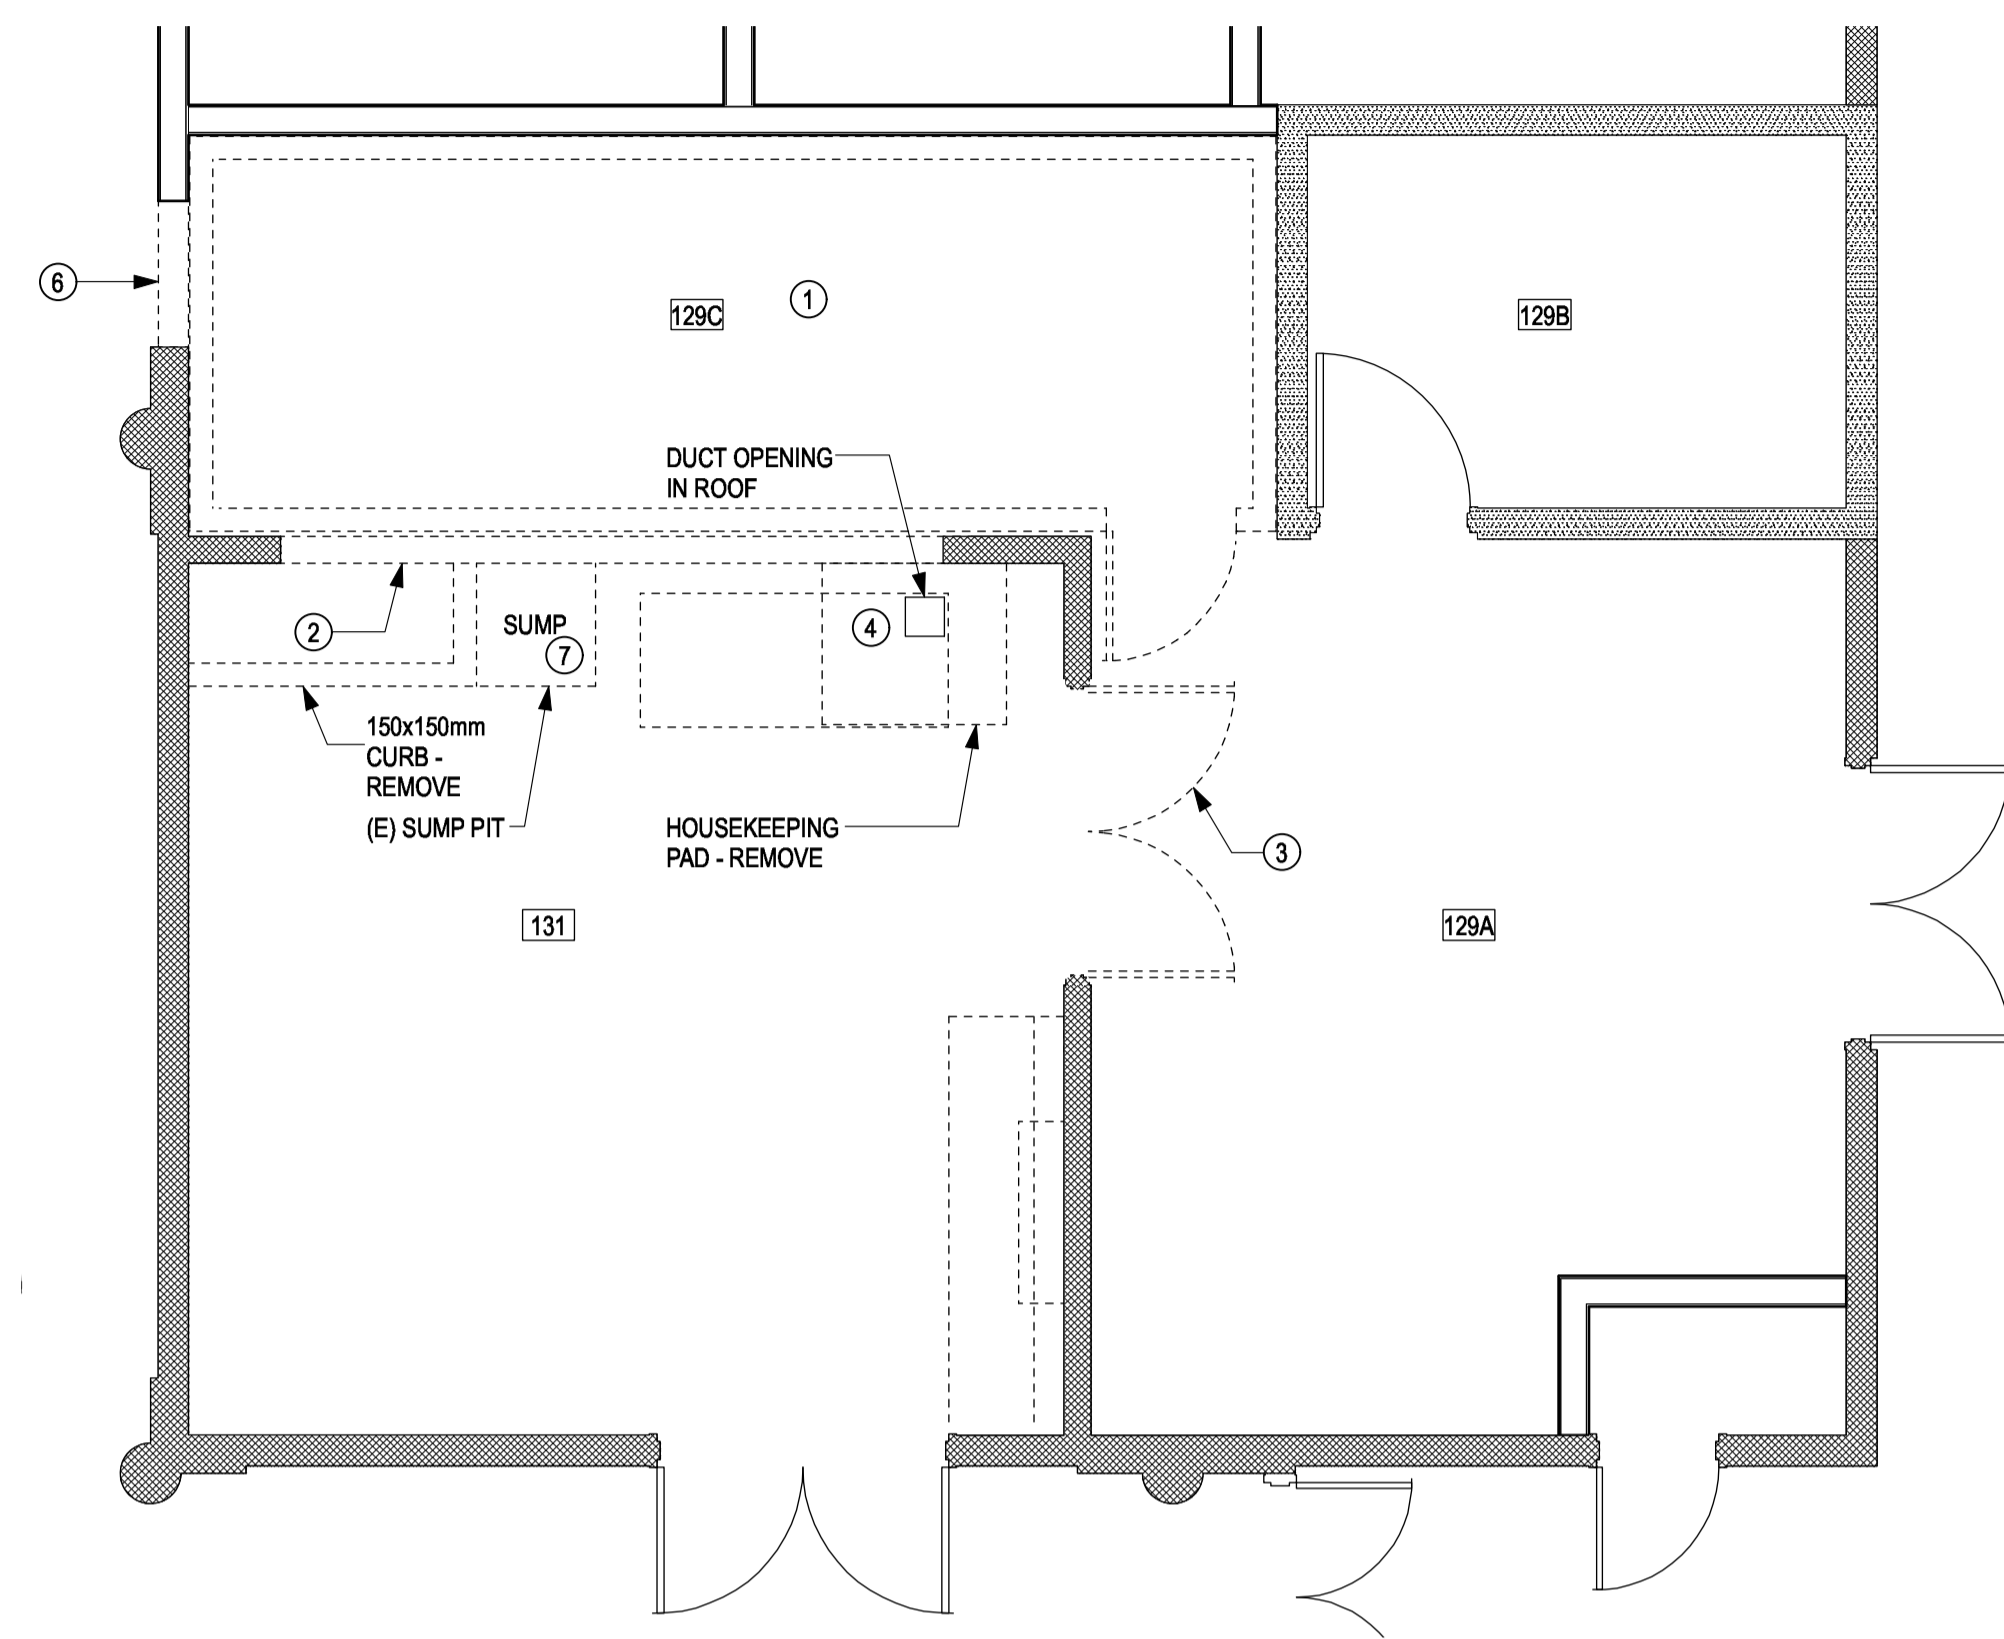 6
129C
1
129B
DUCT OPENING
IN ROOF
2
SUMP
7
4
150x150mm
CURB -
REMOVE
(E) SUMP PIT
HOUSEKEEPING
PAD - REMOVE
3
131
129A